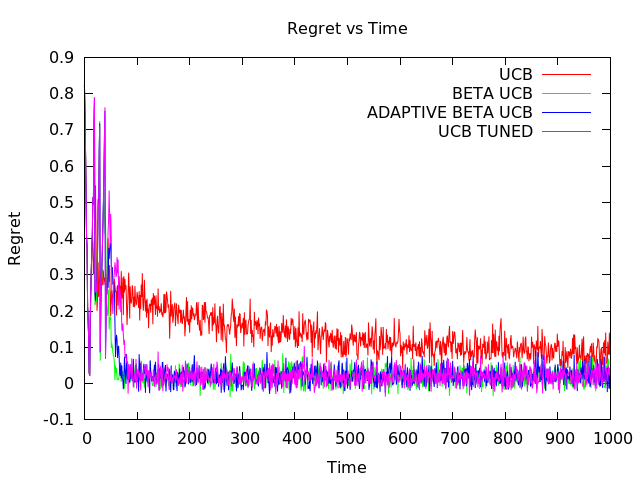 Regret vs Time
0.9
0.8
0.7
0.6
0.5
0.4
0.3
0.2
0.1
0
-0.1
Regret
UCB
BETA UCB
ADAPTIVE BETA UCB
UCB TUNED
0 100 200 300 400 500 600 700 800 900 1000
Time